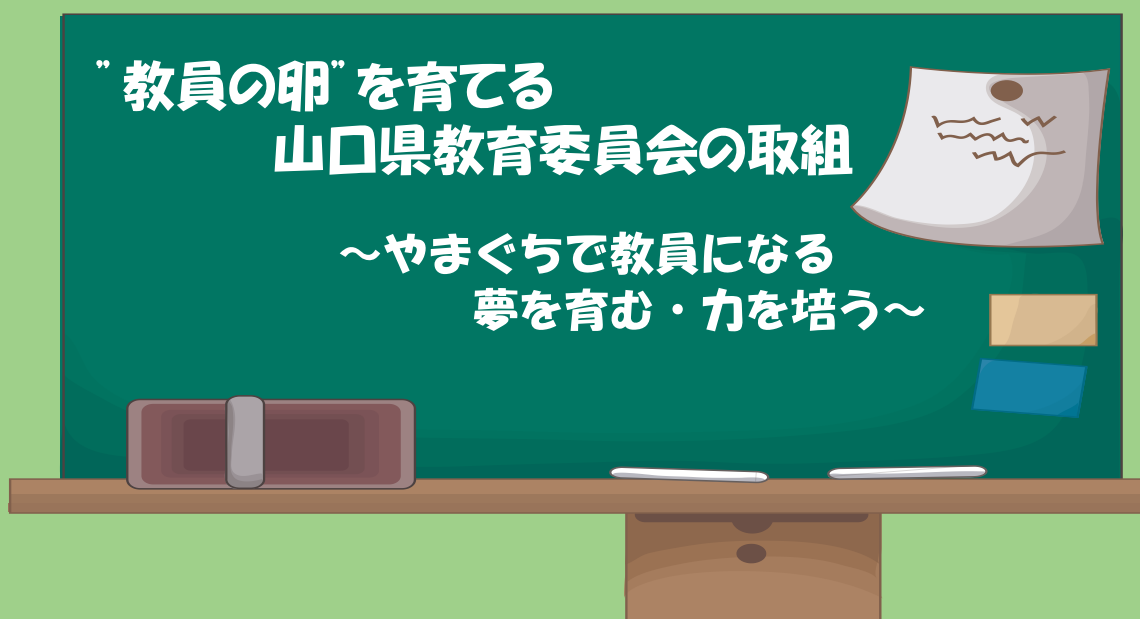 ”教員の卵”を育てる
山口県教育委員会の取組
～やまぐちで教員になる
夢を育む・力を培う～